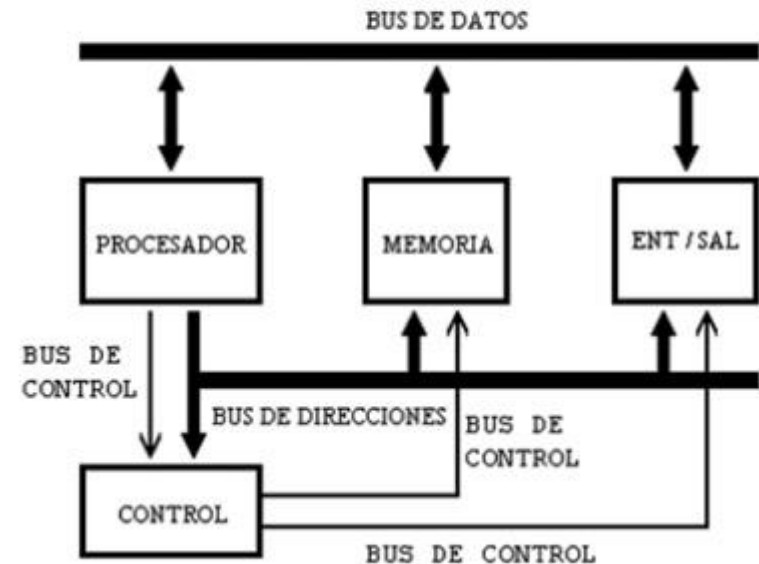 BUS DE DATOS
PROCESADOR
MEMORIA
ENT / SAL
BUS DE
CONTROL
BUS DE DIRECCIONES
BUS DE
CONTROL
CONTROL
BUS DE CONTROL